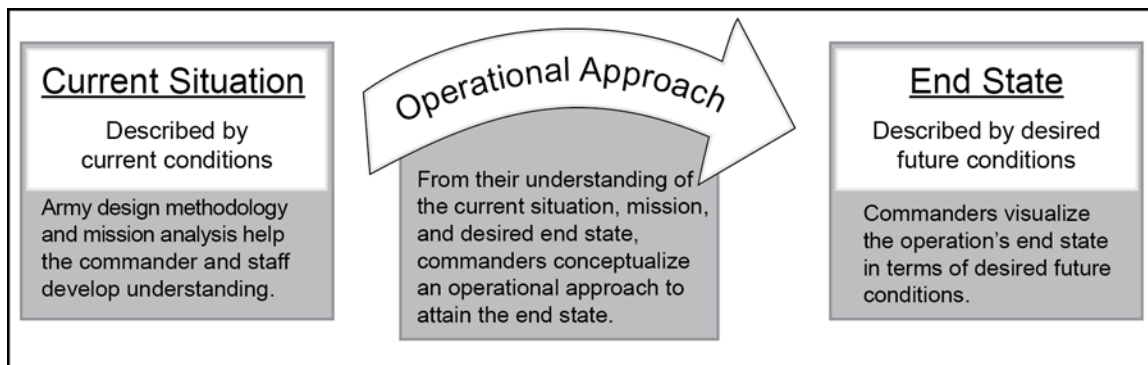 Current Situation
Described by
current conditions
Army design methodology
and mission analysis help
the commander and staff
develop understanding.
Operational Approach
From their understanding of
the current situation, mission,
and desired end state,
commanders conceptualize
an operational approach to
attain the end state.
End State
Described by desired
future conditions
Commanders visualize
the operation’s end state
in terms of desired future
conditions.